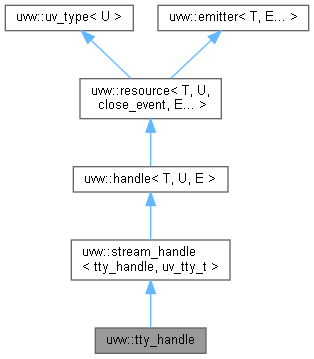 uvw::uv_type< U >
uvw::emitter< T, E... >
uvw::resource< T, U,
close_event, E... >
uvw::handle< T, U, E >
uvw::stream_handle
< tty_handle, uv_tty_t >
uvw::tty_handle